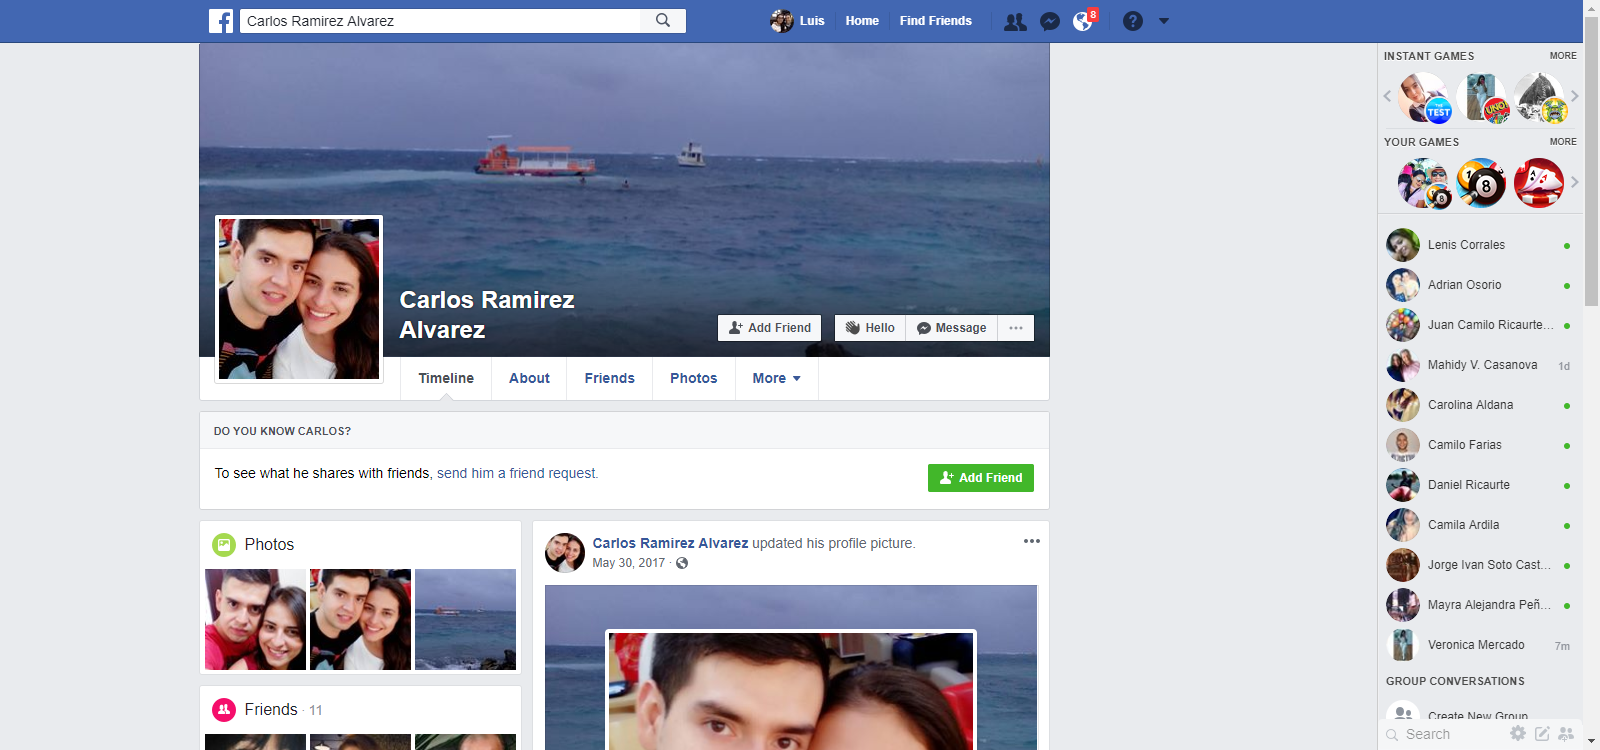 Carlos Ramirez Alvarez
Luis
Home
Find Friends
8
INSTANT GAMES
MORE
THE TEST
UNO
YOUR GAMES
MORE
8
8
A
A
Carlos Ramirez
Alvarez
Add Friend
Hello
Message
Timeline
About
Friends
Photos
More
DO YOU KNOW CARLOS?
To see what he shares with friends, send him a friend request.
Add Friend
Photos
Friends · 11
Carlos Ramirez Alvarez updated his profile picture.
May 30, 2017 ·
Lenis Corrales
Adrian Osorio
Juan Camilo Ricaurte...
Mahidy V. Casanova 1d
Carolina Aldana
Camilo Farias
Daniel Ricaurte
Camila Ardila
Jorge Ivan Soto Cast...
Mayra Alejandra Peñ...
Veronica Mercado 7m
GROUP CONVERSATIONS
Create New Group
Search